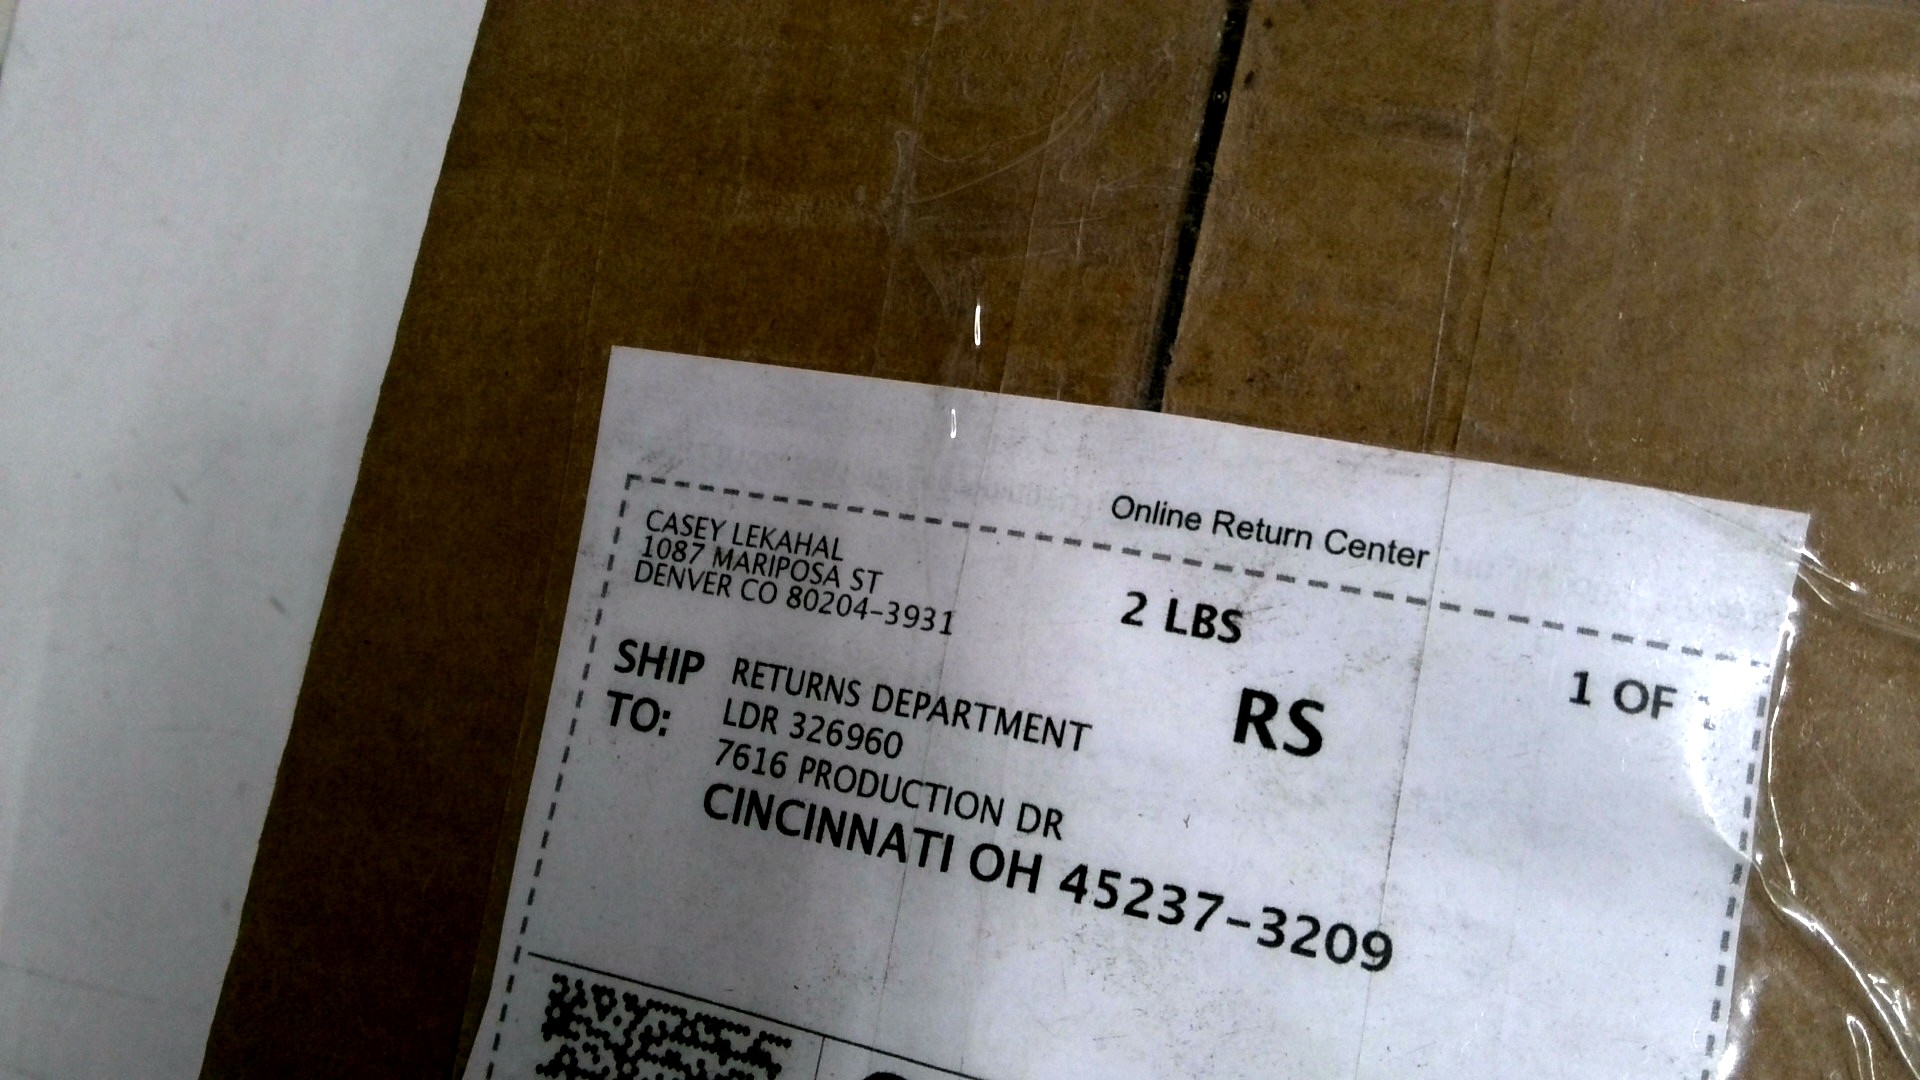 Online Return Center
CASEY LEKAHAL
1087 MARIPOSA ST
DENVER CO 80204-3931
2 LBS
1 OF
RS
SHIP TO:
RETURNS DEPARTMENT
LDR 326960
7616 PRODUCTION DR
CINCINNATI OH 45237-3209